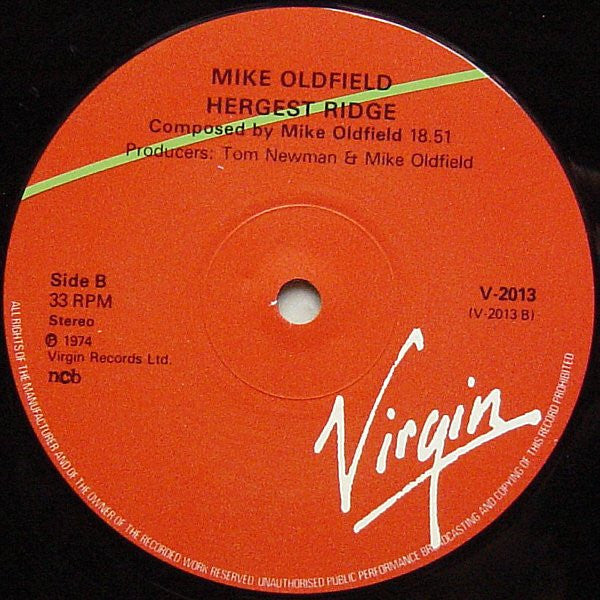 MIKE OLDFIELD
HERGEST RIDGE
Composed by Mike Oldfield 18.51
Producers: Tom Newman & Mike Oldfield
Side B
33 RPM
Stereo
Ⓟ 1974
Virgin Records Ltd.
ncb
V-2013
(V-2013 B)
Virgin
ALL RIGHTS OF THE MANUFACTURER AND OF THE OWNER OF THE RECORDED WORK RESERVED UNAUTHORISED PUBLIC PERFORMANCE BROADCASTING AND COPYING OF THIS RECORD PROHIBITED